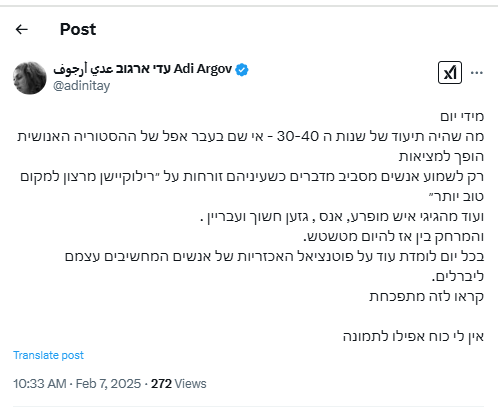 Post
Adi Argov עדי ארגוב عدي أرجوف
@adinitay
מידי יום
מה שהיה תיעוד של שנות ה 30-40 - אי שם בעבר אפל של ההסטוריה האנושית
הופך למציאות
רק לשמוע אנשים מסביב מדברים כשעיניהם זורחות על ״רילוקיישן מרצון למקום
טוב יותר״
ועוד מהגיגי איש מופרע, אנס , גזען חשוך ועבריין .
והמרחק בין אז להיום מטשטש.
בכל יום לומדת עוד על פוטנציאל האכזריות של אנשים המחשיבים עצמם
ליברלים.
קראו לזה מתפכחת
אין לי כוח אפילו לתמונה
Translate post
10:33 AM · Feb 7, 2025 · 272 Views